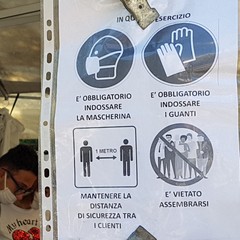 IN QU ESERCIZIO
E' OBBLIGATORIO
INDOSSARE
LA MASCHERINA
E' OBBLIGATORIO
INDOSSARE
I GUANTI
1 METRO
MANTENERE LA
DISTANZA
DI SICUREZZA TRA
I CLIENTI
E' VIETATO
ASSEMBRARSI